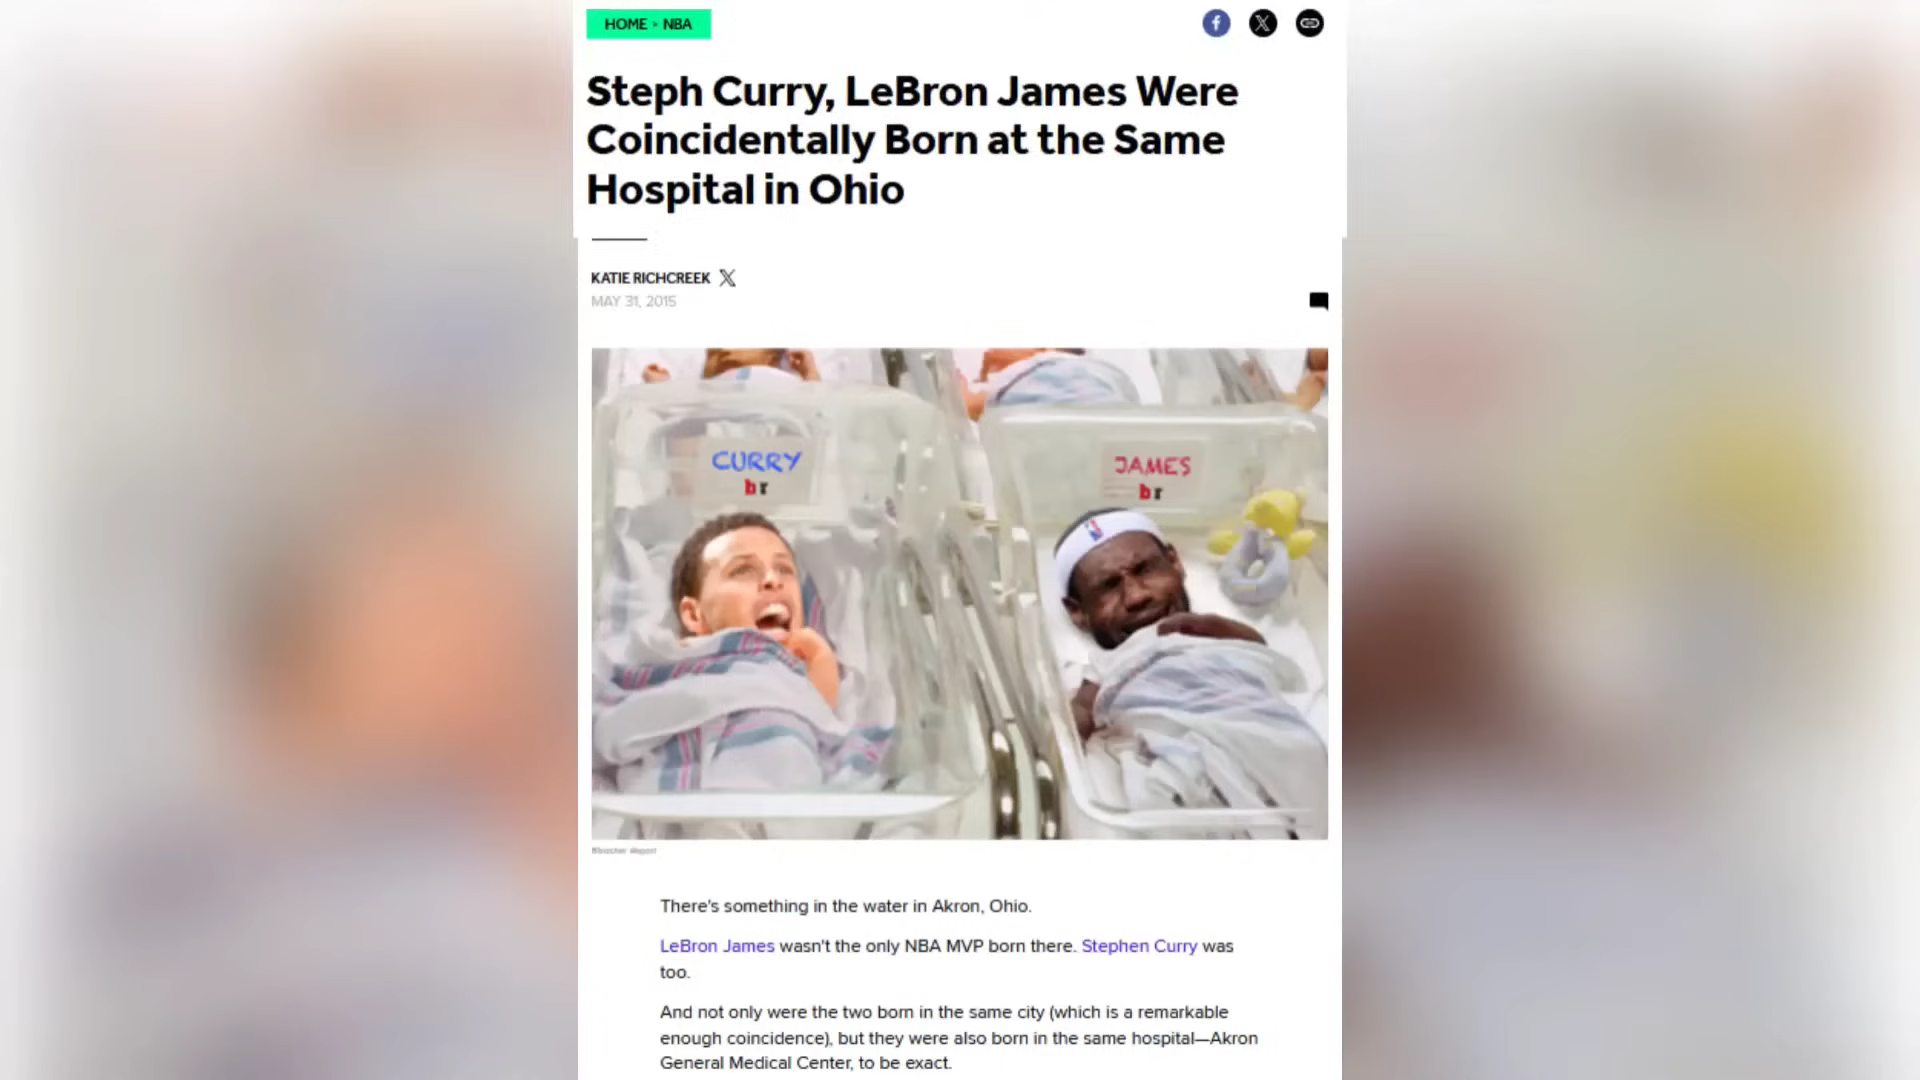 HOME > NBA
Steph Curry, LeBron James Were
Coincidentally Born at the Same
Hospital in Ohio
KATIE RICHCREEK
MAY 31, 2015
CURRY
br
JAMES
br
Bleacher Report
There's something in the water in Akron, Ohio.
LeBron James wasn't the only NBA MVP born there. Stephen Curry was
too.
And not only were the two born in the same city (which is a remarkable
enough coincidence), but they were also born in the same hospital—Akron
General Medical Center, to be exact.